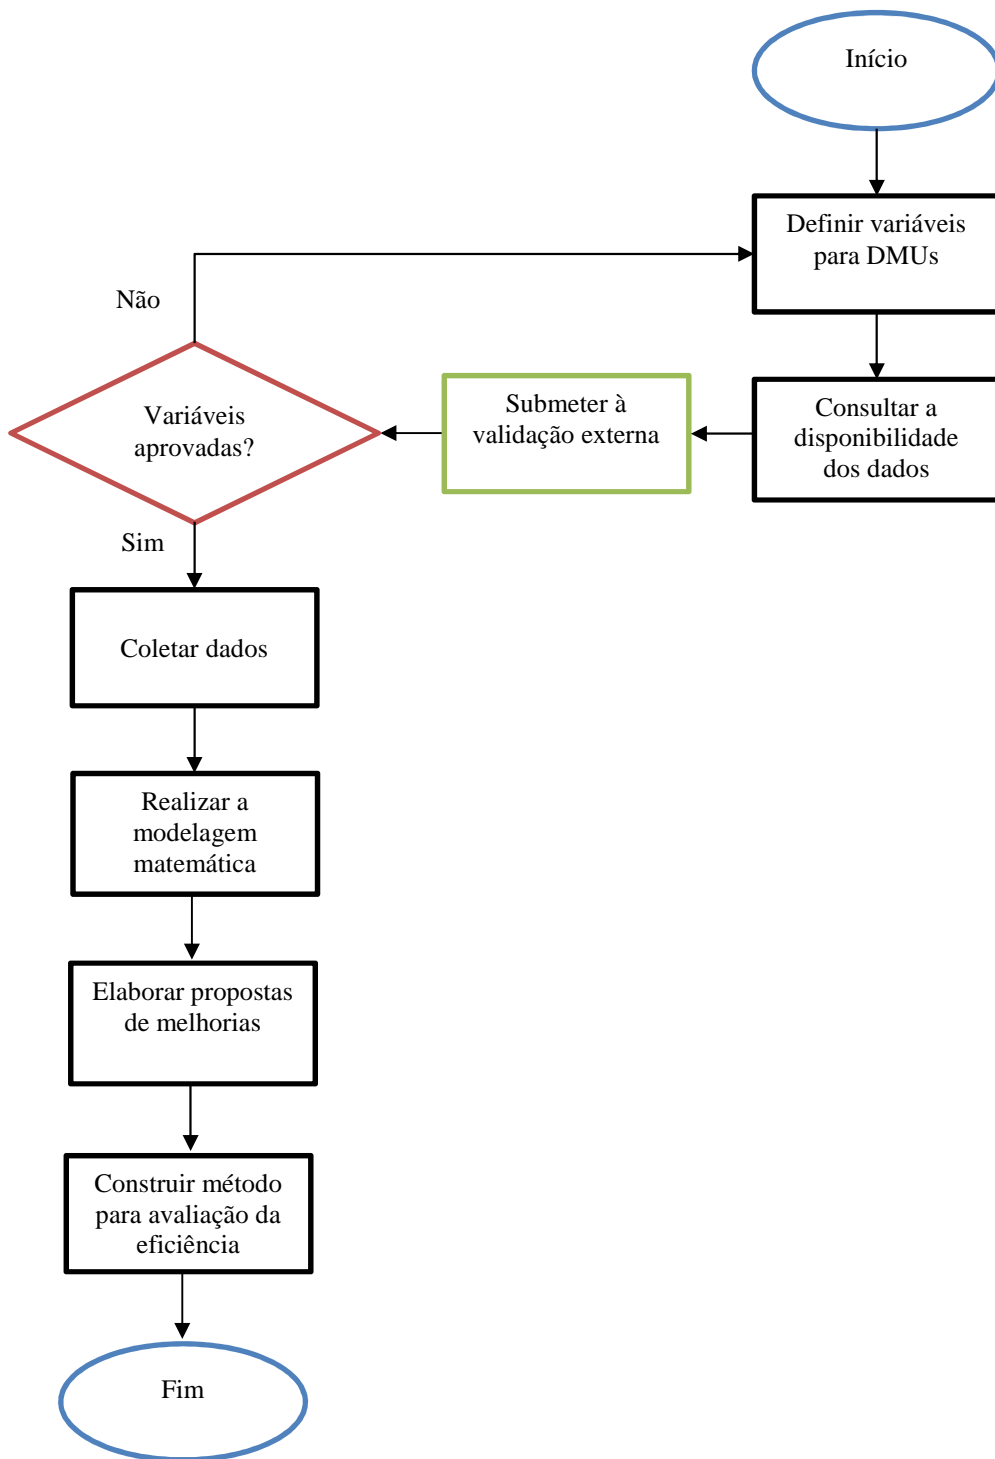 Início
Definir variáveis
para DMUs
Consultar a
disponibilidade
dos dados
Submeter à
validação externa
Variáveis
aprovadas?
Não
Sim
Coletar dados
Realizar a
modelagem
matemática
Elaborar propostas
de melhorias
Construir método
para avaliação da
eficiência
Fim